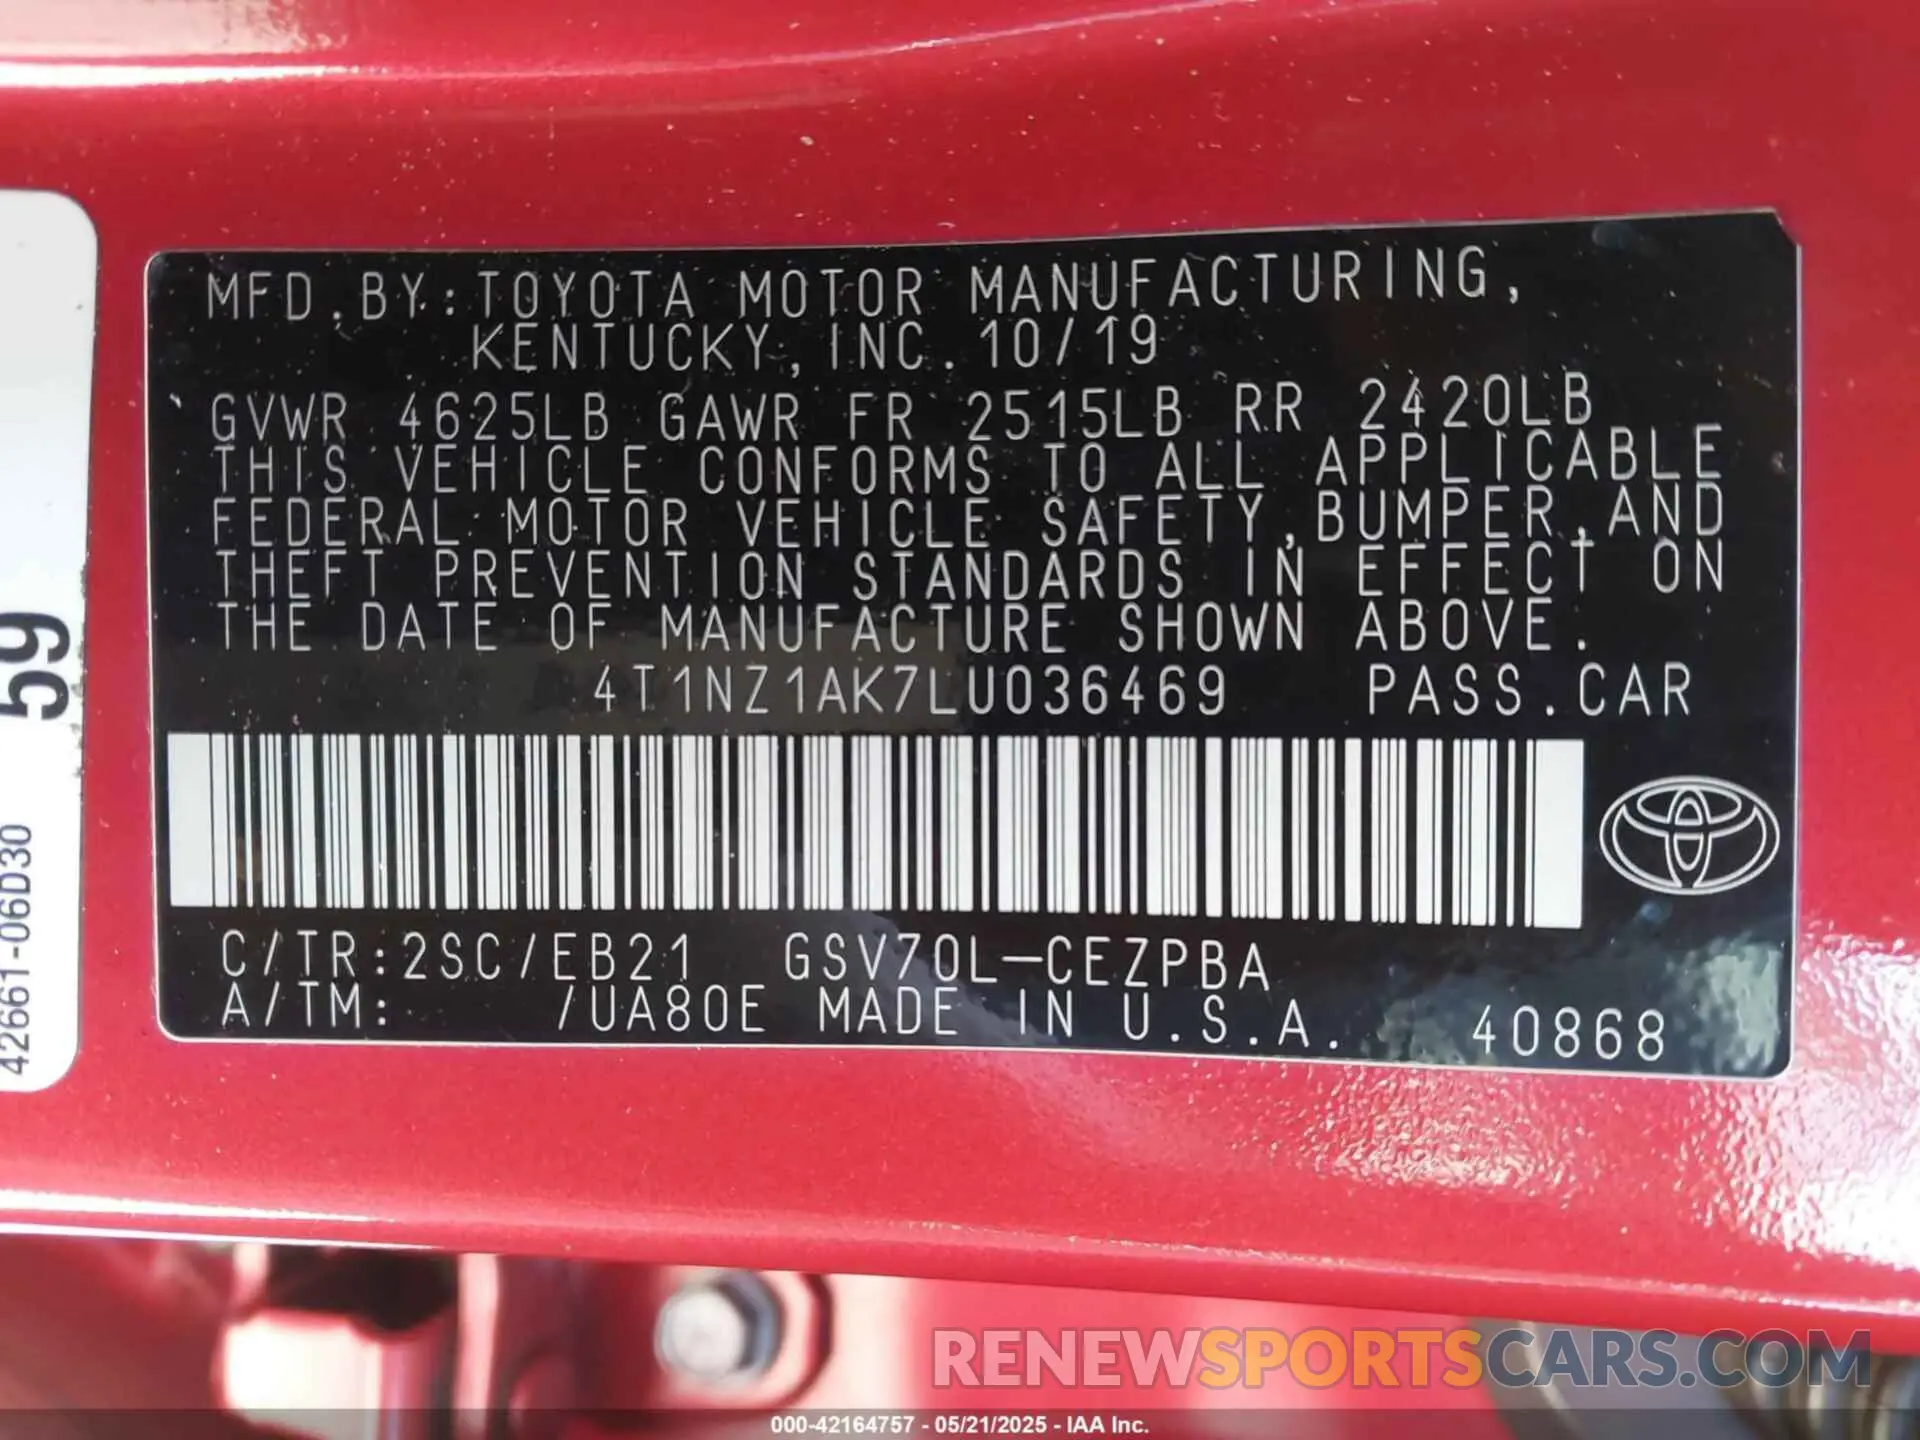 MFD.BY:TOYOTA MOTOR MANUFACTURING,
KENTUCKY,INC.10/19
GVWR 4625LB GAWR FR 2515LB RR 2420LB
THIS VEHICLE CONFORMS TO ALL APPLICABLE
FEDERAL MOTOR VEHICLE SAFETY,BUMPER,AND
THEFT PREVENTION STANDARDS IN EFFECT ON
THE DATE OF MANUFACTURE SHOWN ABOVE.
4T1NZ1AK7LU036469 PASS.CAR
C/TR:2SC/EB21 GSV70L-CEZPBA
A/TM: /UA80E MADE IN U.S.A. 40868
59
42661-06D30
RENEWSPORTSCARS.COM
000-42164757 - 05/21/2025 - IAA Inc.